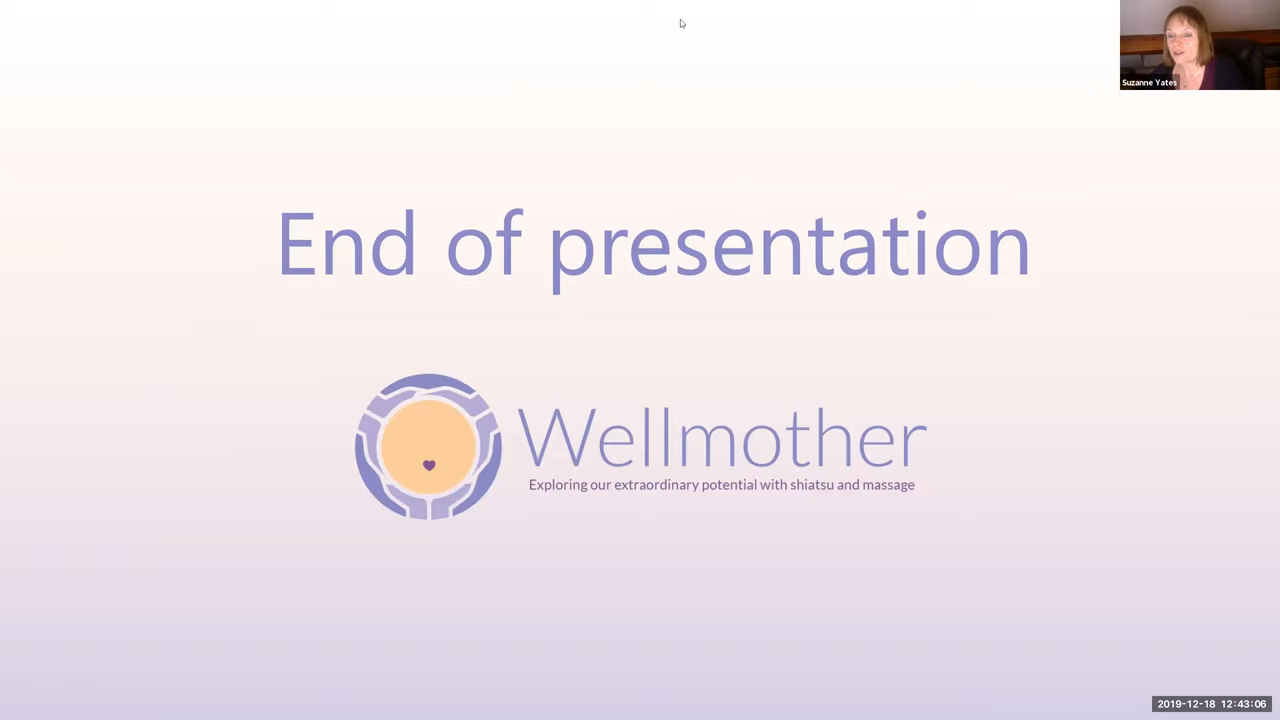 Suzanne Yates
End of presentation
Wellmother
Exploring our extraordinary potential with shiatsu and massage
2019-12-18 12:43:06